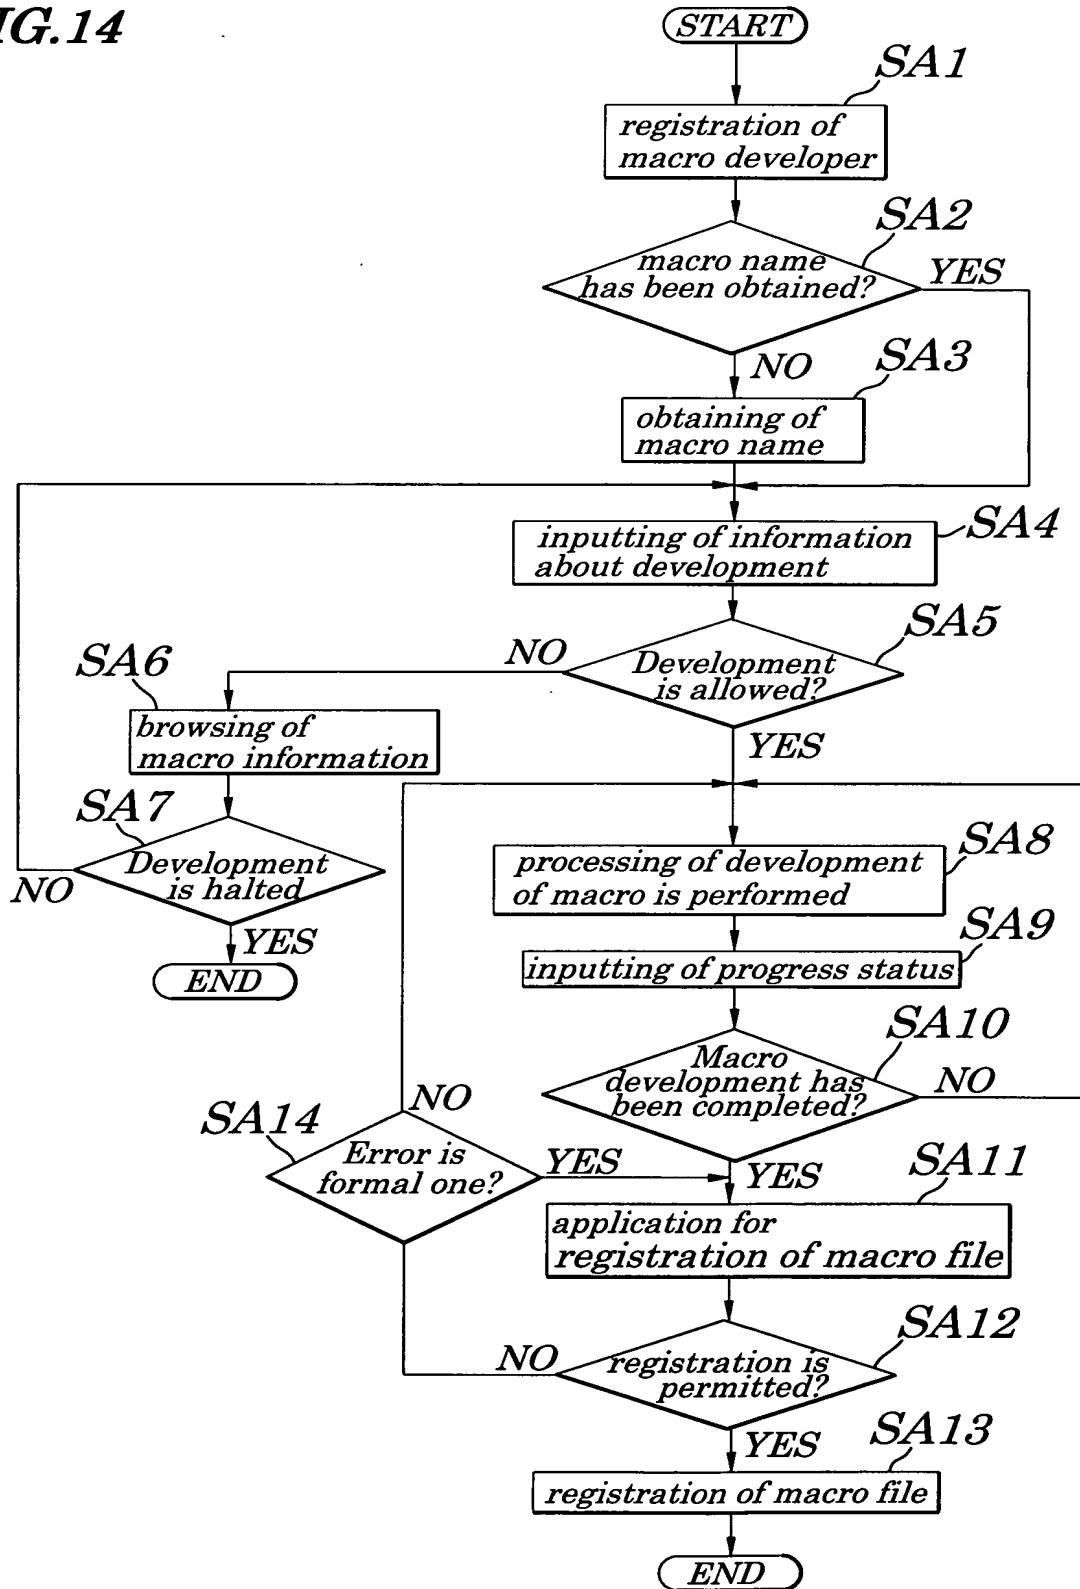 IG.14
START
SA1
registration of
macro developer
SA2
macro name
has been obtained?
YES
NO
SA3
obtaining of
macro name
SA4
inputting of information
about development
SA5
Development
is allowed?
NO
YES
SA6
browsing of
macro information
SA7
Development
is halted
NO
YES
END
SA8
processing of development
of macro is performed
SA9
inputting of progress status
SA10
Macro
development has
been completed?
NO
YES
SA14
Error is
formal one?
NO
YES
SA11
application for
registration of macro file
SA12
registration is
permitted?
NO
YES
SA13
registration of macro file
END